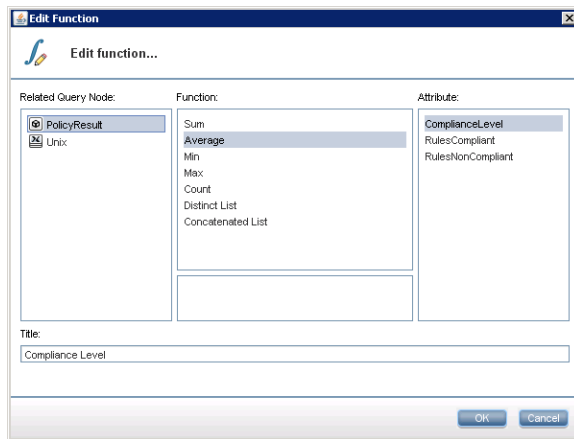 Edit Function
Edit function...
Related Query Node:
PolicyResult
Unix
Function:
Sum
Average
Min
Max
Count
Distinct List
Concatenated List
Attribute:
ComplianceLevel
RulesCompliant
RulesNonCompliant
Title:
Compliance Level
OK
Cancel